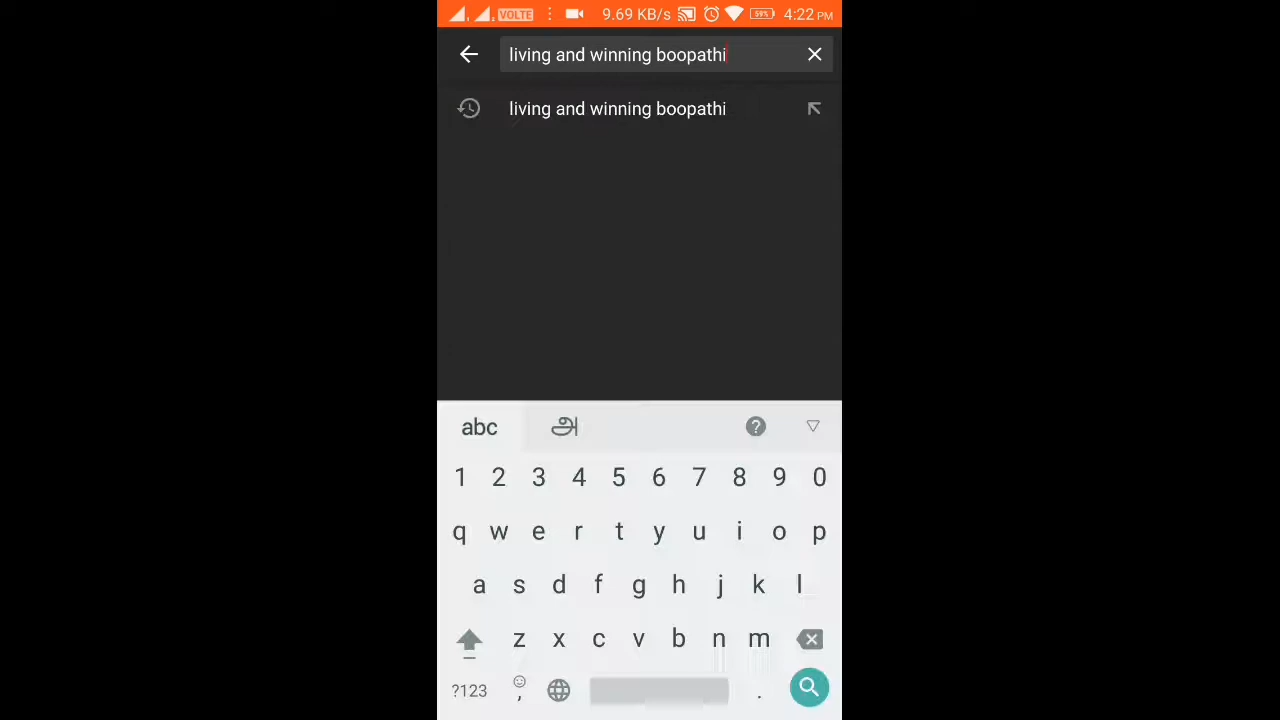 VOLTE 9.69 KB/s 59% 4:22 PM
living and winning boopathi
living and winning boopathi
abc அ
1 2 3 4 5 6 7 8 9 0
q w e r t y u i o p
a s d f g h j k l
z x c v b n m
?123 , .